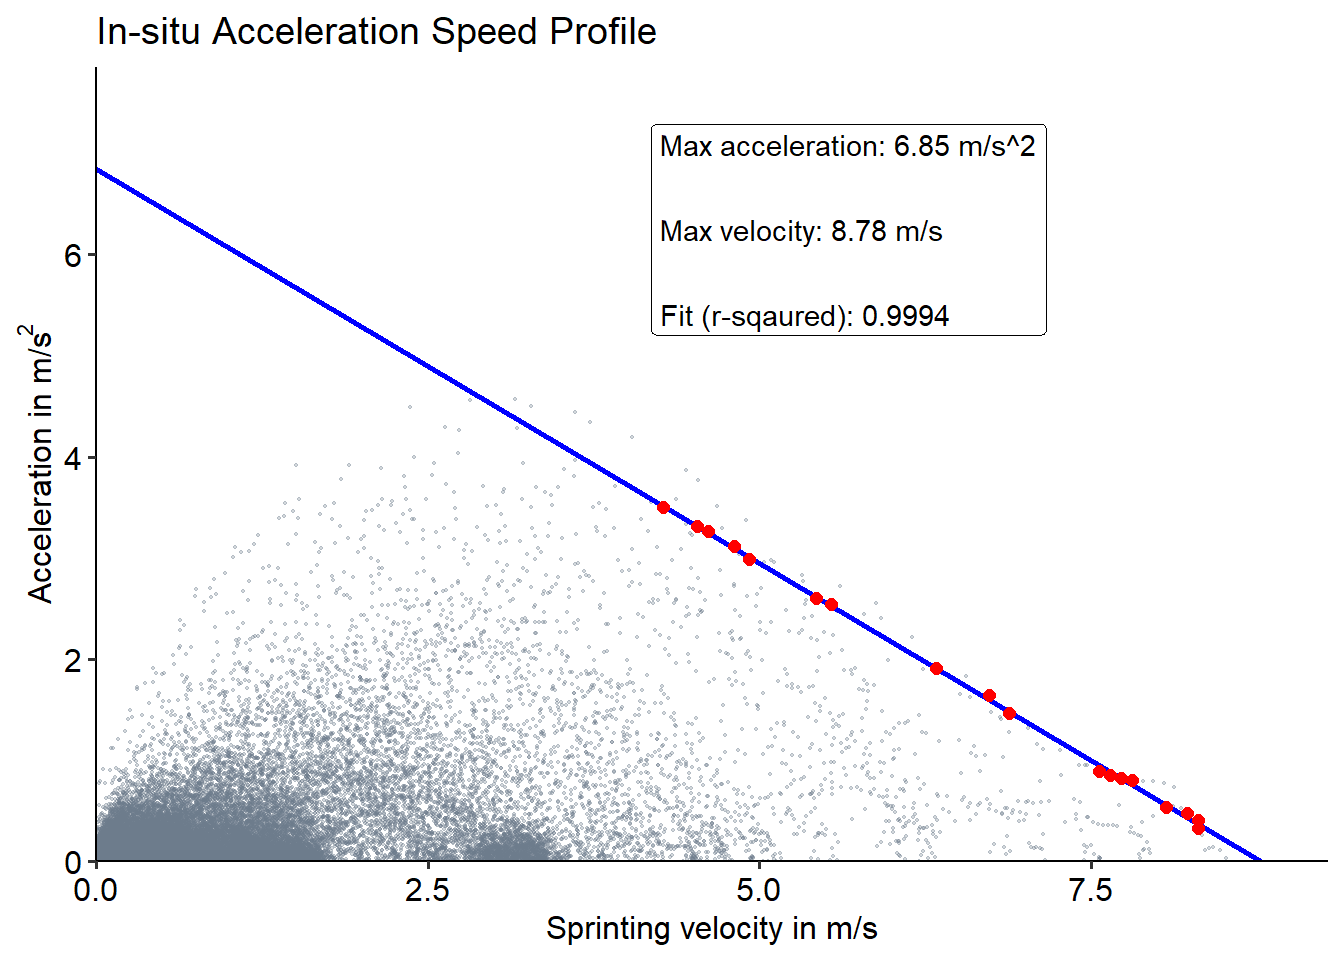 In-situ Acceleration Speed Profile
Max acceleration: 6.85 m/s^2
Max velocity: 8.78 m/s
Fit (r-sqaured): 0.9994
Acceleration in m/s²
6
4
2
0
0.0
2.5
5.0
7.5
Sprinting velocity in m/s